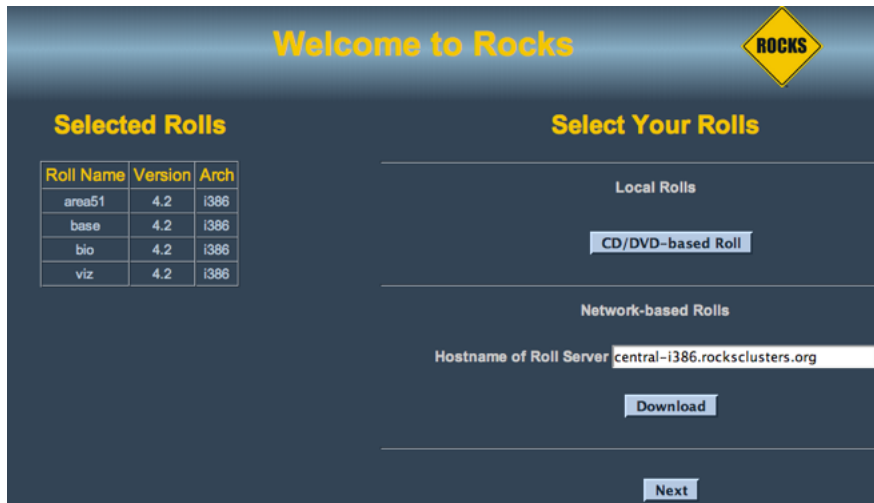 Welcome to Rocks
ROCKS
Selected Rolls
Roll Name Version Arch
area51 4.2 i386
base 4.2 i386
bio 4.2 i386
viz 4.2 i386
Select Your Rolls
Local Rolls
CD/DVD-based Roll
Network-based Rolls
Hostname of Roll Server central-i386.rocksclusters.org
Download
Next